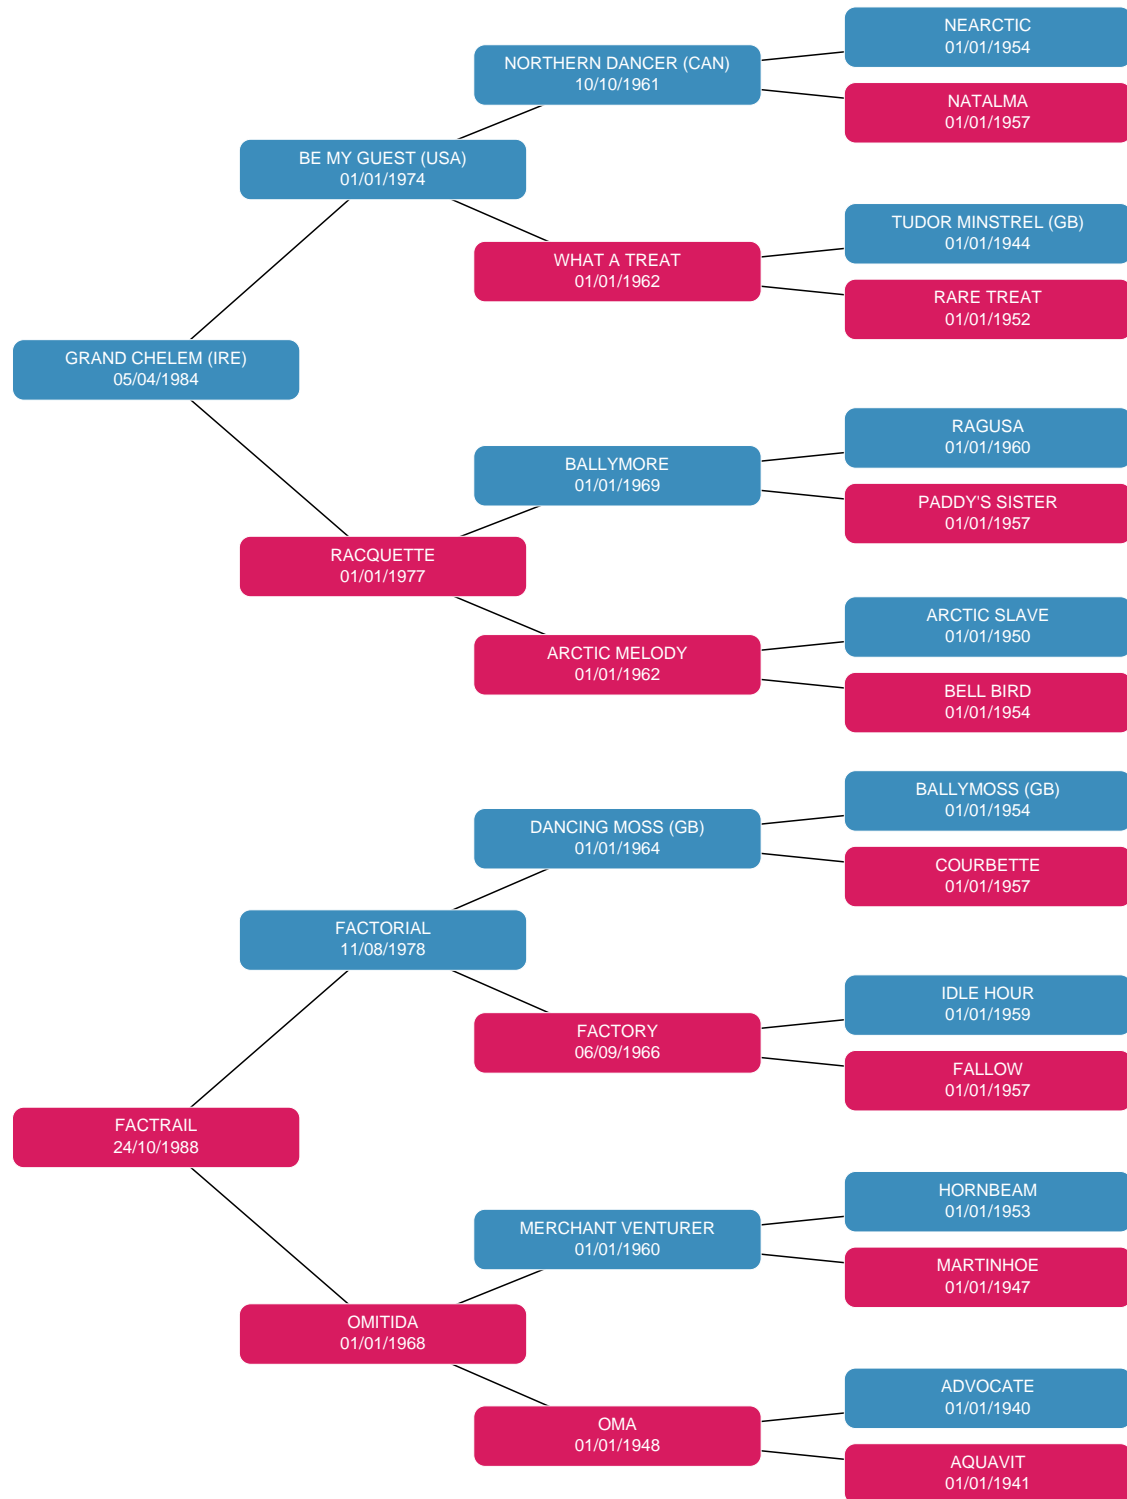 NEARCTIC
01/01/1954
NORTHERN DANCER (CAN)
10/10/1961
NATALMA
01/01/1957
BE MY GUEST (USA)
01/01/1974
TUDOR MINSTREL (GB)
01/01/1944
WHAT A TREAT
01/01/1962
RARE TREAT
01/01/1952
GRAND CHELEM (IRE)
05/04/1984
RAGUSA
01/01/1960
BALLYMORE
01/01/1969
PADDY'S SISTER
01/01/1957
RACQUETTE
01/01/1977
ARCTIC SLAVE
01/01/1950
ARCTIC MELODY
01/01/1962
BELL BIRD
01/01/1954
BALLYMOSS (GB)
01/01/1954
DANCING MOSS (GB)
01/01/1964
COURBETTE
01/01/1957
FACTORIAL
11/08/1978
IDLE HOUR
01/01/1959
FACTORY
06/09/1966
FALLOW
01/01/1957
FACTRAIL
24/10/1988
HORNBEAM
01/01/1953
MERCHANT VENTURER
01/01/1960
MARTINHOE
01/01/1947
OMITIDA
01/01/1968
ADVOCATE
01/01/1940
OMA
01/01/1948
AQUAVIT
01/01/1941